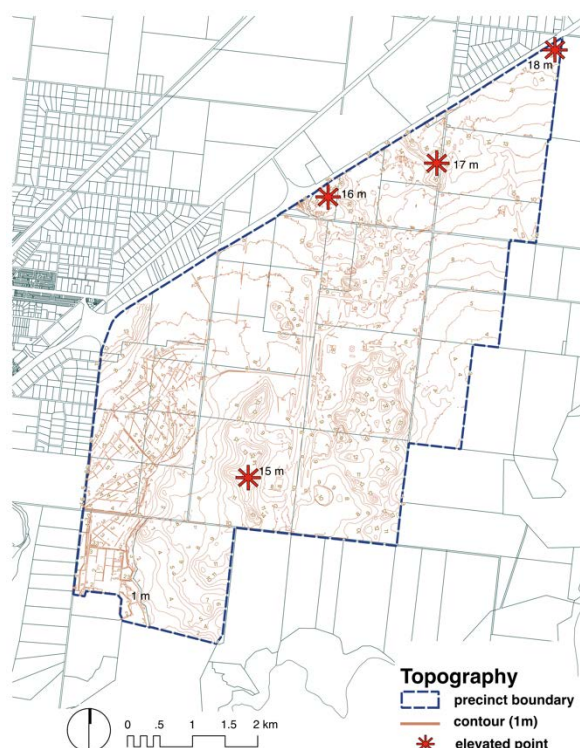 18 m
17 m
16 m
15 m
1 m
Topography
precinct boundary
contour (1m)
elevated point
0 .5 1 1.5 2 km